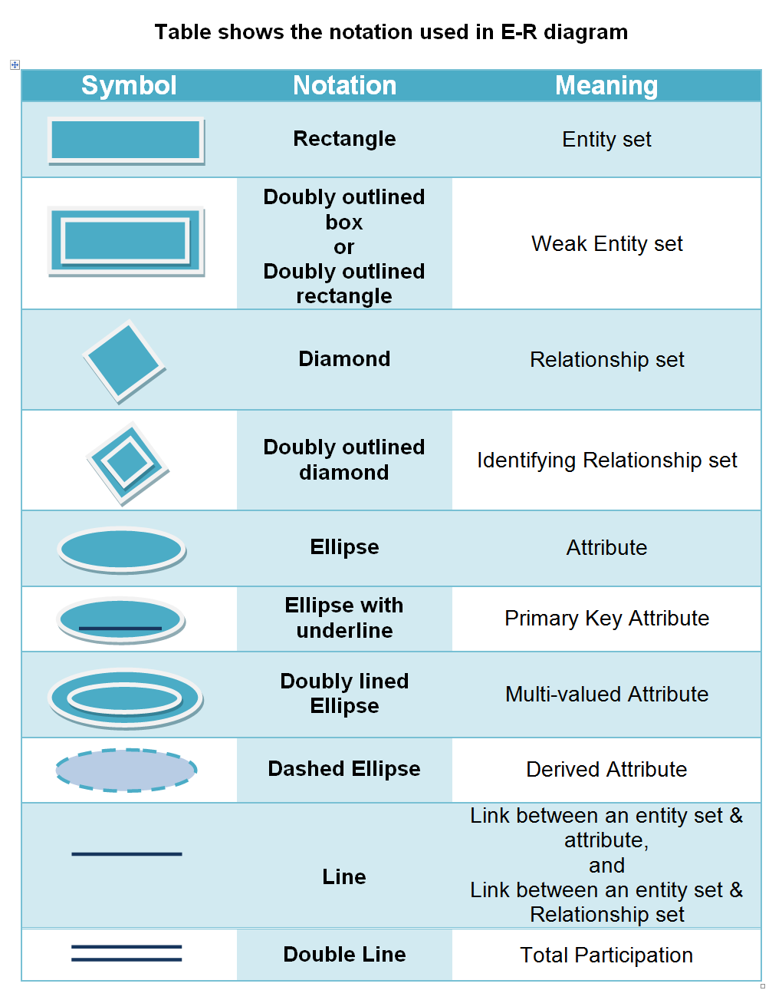 Table shows the notation used in E-R diagram
Symbol Notation Meaning
Rectangle Entity set
Doubly outlined
box
or
Doubly outlined
rectangle
Weak Entity set
Diamond Relationship set
Doubly outlined
diamond
Identifying Relationship set
Ellipse Attribute
Ellipse with
underline
Primary Key Attribute
Doubly lined
Ellipse
Multi-valued Attribute
Dashed Ellipse Derived Attribute
Line
Link between an entity set &
attribute,
and
Link between an entity set &
Relationship set
Double Line Total Participation